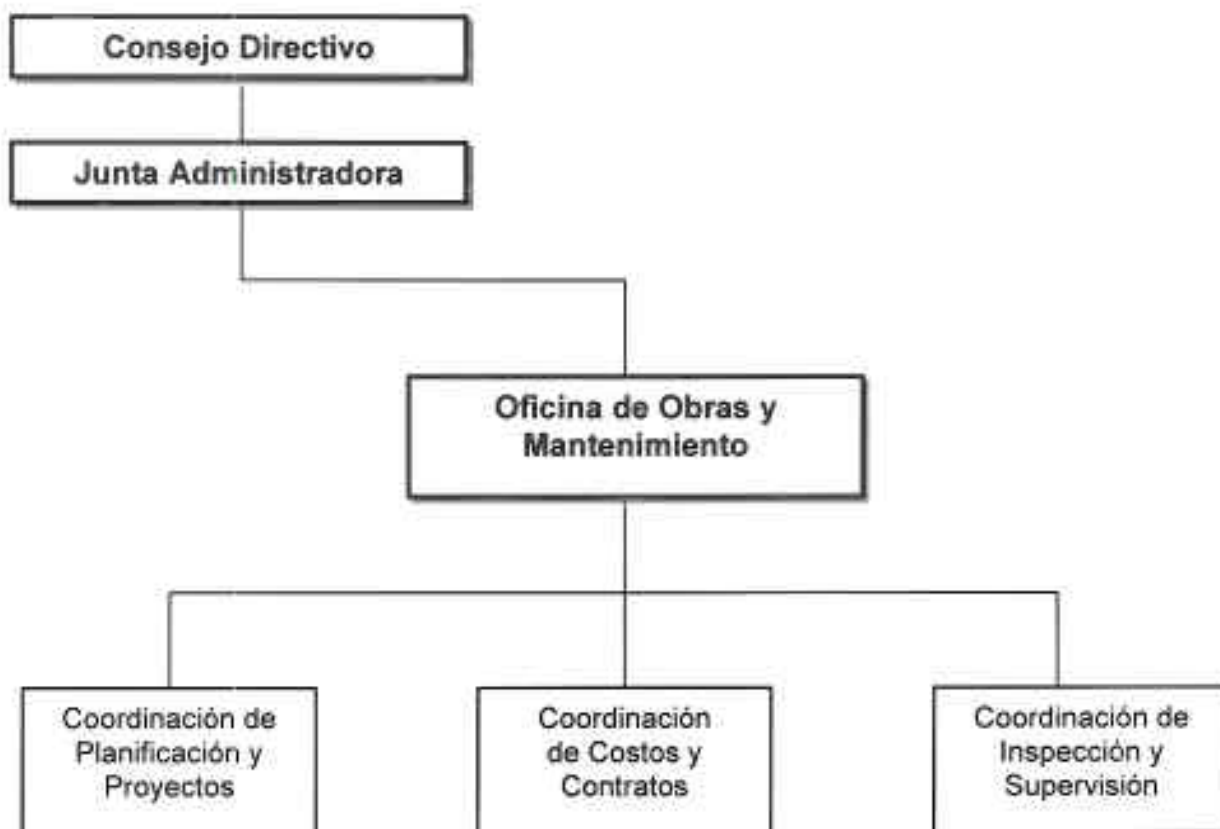 Consejo Directivo
Junta Administradora
Oficina de Obras y
Mantenimiento
Coordinación de
Planificación y
Proyectos
Coordinación
de Costos y
Contratos
Coordinación de
Inspección y
Supervisión